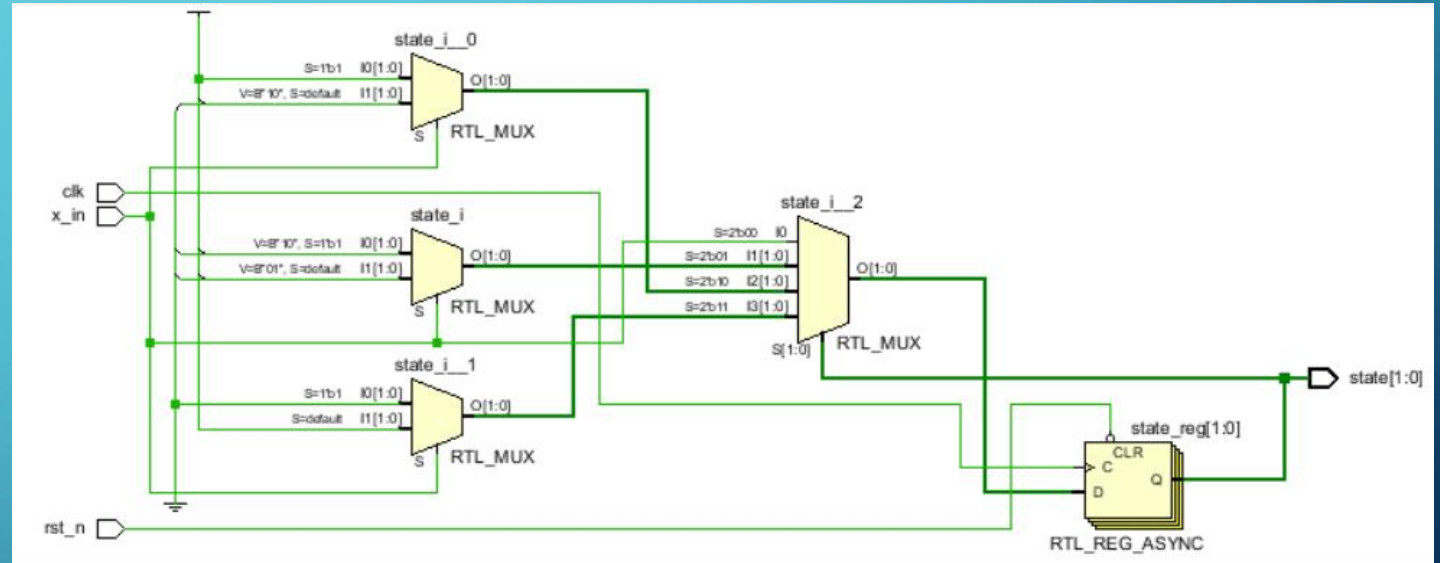 state_i__0
S=1'b1 I0[1:0]
V=B"10", S=default I1[1:0]
O[1:0]
S
RTL_MUX
clk
x_in
state_i
V=B"10", S=1'b1 I0[1:0]
V=B"01", S=default I1[1:0]
O[1:0]
S
RTL_MUX
state_i__2
S=2'b00 I0
S=2'b01 I1[1:0]
S=2'b10 I2[1:0]
S=2'b11 I3[1:0]
O[1:0]
S[1:0]
RTL_MUX
state_i__1
S=1'b1 I0[1:0]
S=default I1[1:0]
O[1:0]
S
RTL_MUX
state[1:0]
state_reg[1:0]
CLR
C
D
Q
RTL_REG_ASYNC
rst_n